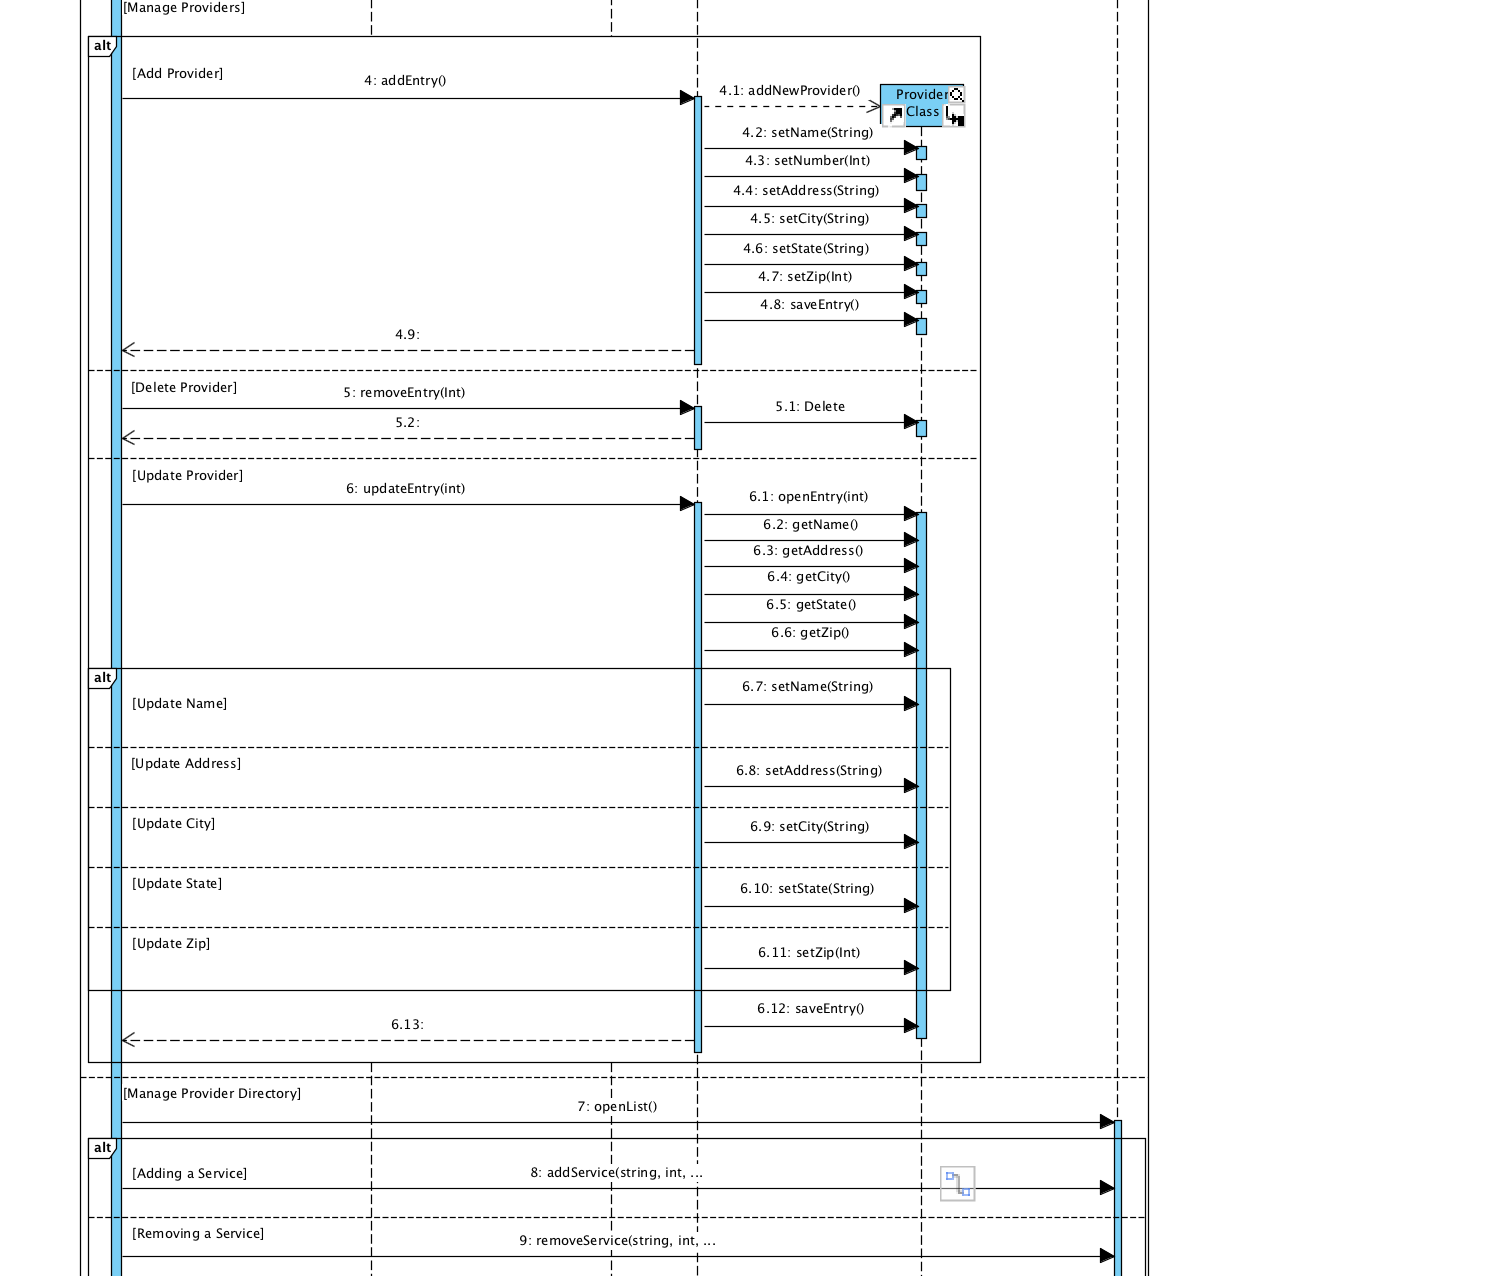 [Manage Providers]
alt
[Add Provider]
4: addEntry()
4.1: addNewProvider()
Provider
Class
4.2: setName(String)
4.3: setNumber(Int)
4.4: setAddress(String)
4.5: setCity(String)
4.6: setState(String)
4.7: setZip(Int)
4.8: saveEntry()
4.9:
[Delete Provider]
5: removeEntry(Int)
5.1: Delete
5.2:
[Update Provider]
6: updateEntry(int)
6.1: openEntry(int)
6.2: getName()
6.3: getAddress()
6.4: getCity()
6.5: getState()
6.6: getZip()
alt
[Update Name]
6.7: setName(String)
[Update Address]
6.8: setAddress(String)
[Update City]
6.9: setCity(String)
[Update State]
6.10: setState(String)
[Update Zip]
6.11: setZip(Int)
6.12: saveEntry()
6.13:
[Manage Provider Directory]
7: openList()
alt
[Adding a Service]
8: addService(string, int, ...
[Removing a Service]
9: removeService(string, int, ...